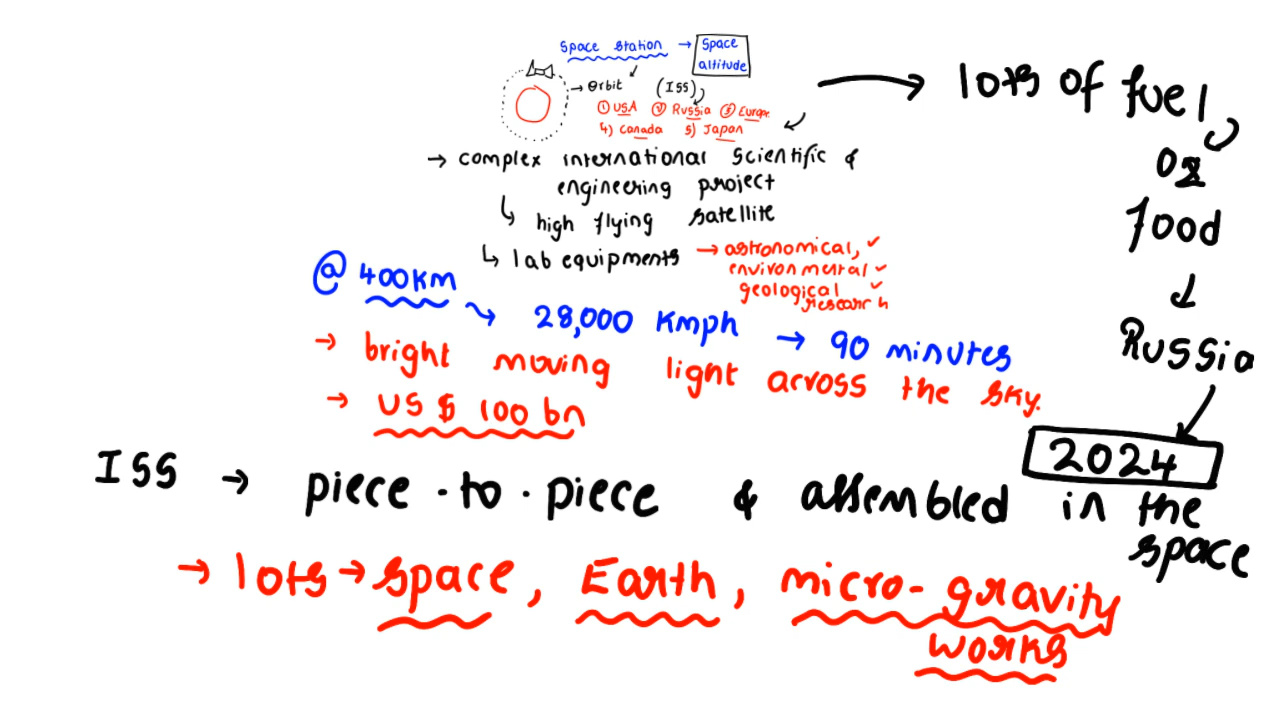 Space Station → Space altitude
→ Orbit (ISS)
① USA ② Russia ③ Europe
4) Canada 5) Japan
→ complex international scientific &
engineering project
↳ high flying satellite
↳ lab equipments → astronomical, ✓
environmental ✓
geological ✓
research
@ 400km
28,000 kmph → 90 minutes
→ bright moving light across the sky.
→ US $ 100 bn
→ lots of fuel,
O2
food
↓
Russia
2024
ISS → piece-to-piece & assembled in the
space
→ lots → space, Earth, micro-gravity
works